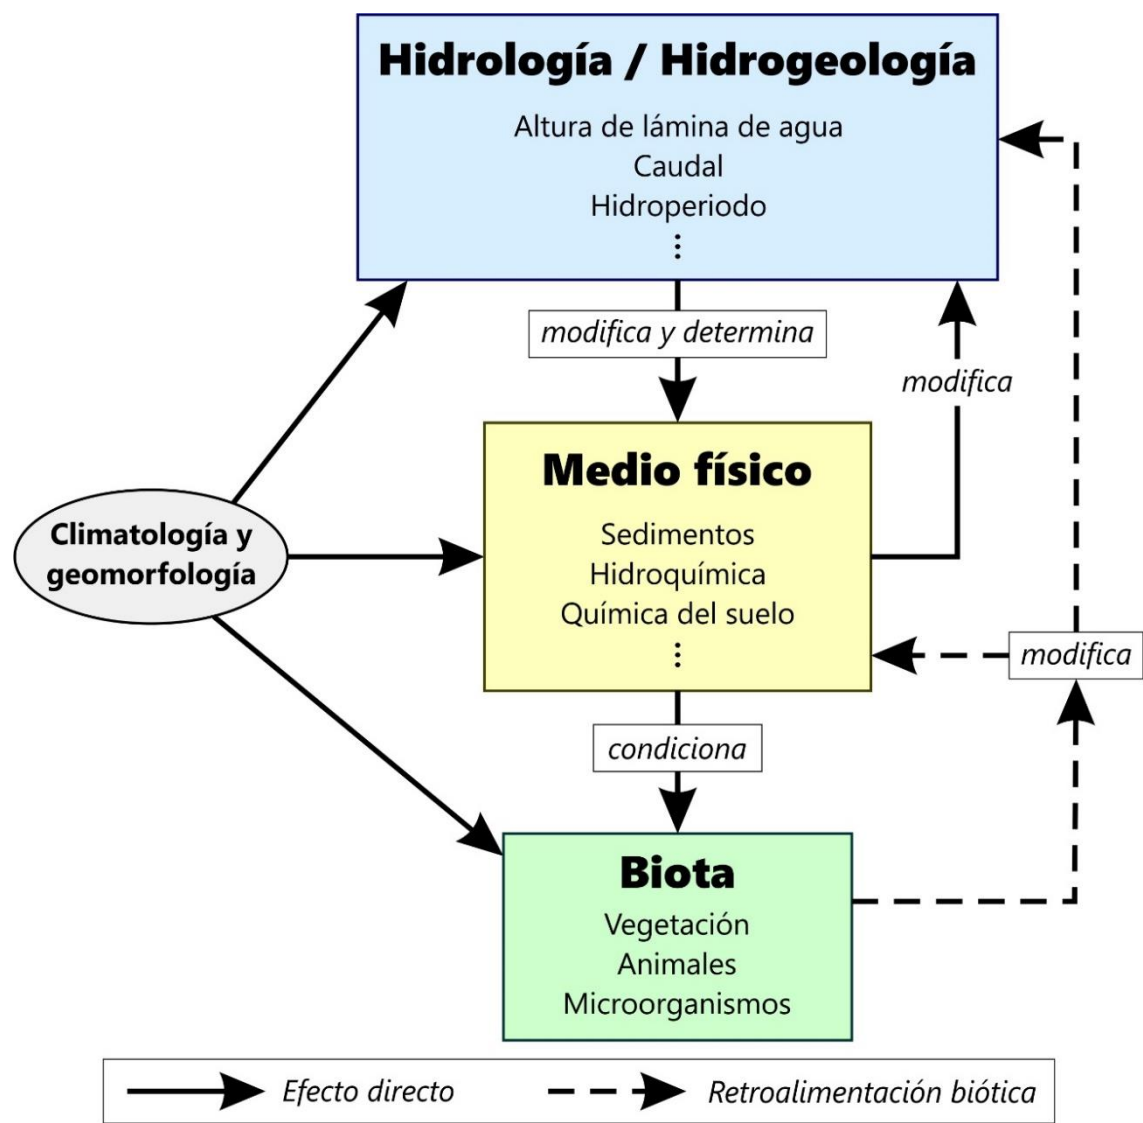 Hidrología / Hidrogeología
Altura de lámina de agua
Caudal
Hidroperiodo
⋮
modifica y determina
modifica
Medio físico
Sedimentos
Hidroquímica
Química del suelo
⋮
Climatología y
geomorfología
modifica
condiciona
Biota
Vegetación
Animales
Microorganismos
Efecto directo
Retroalimentación biótica